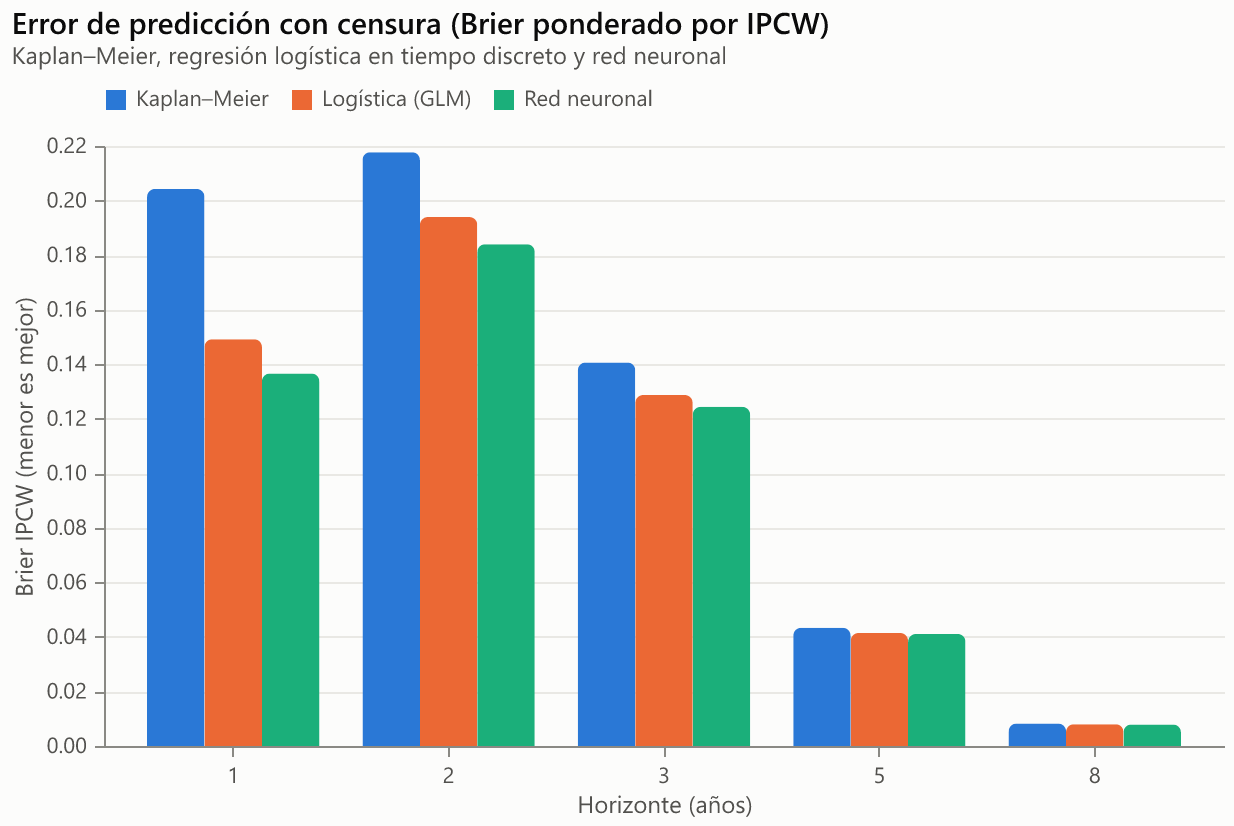 Error de predicción con censura (Brier ponderado por IPCW)
Kaplan–Meier, regresión logística en tiempo discreto y red neuronal
Kaplan–Meier
Logística (GLM)
Red neuronal
Brier IPCW (menor es mejor)
0.22
0.20
0.18
0.16
0.14
0.12
0.10
0.08
0.06
0.04
0.02
0.00
1
2
3
5
8
Horizonte (años)